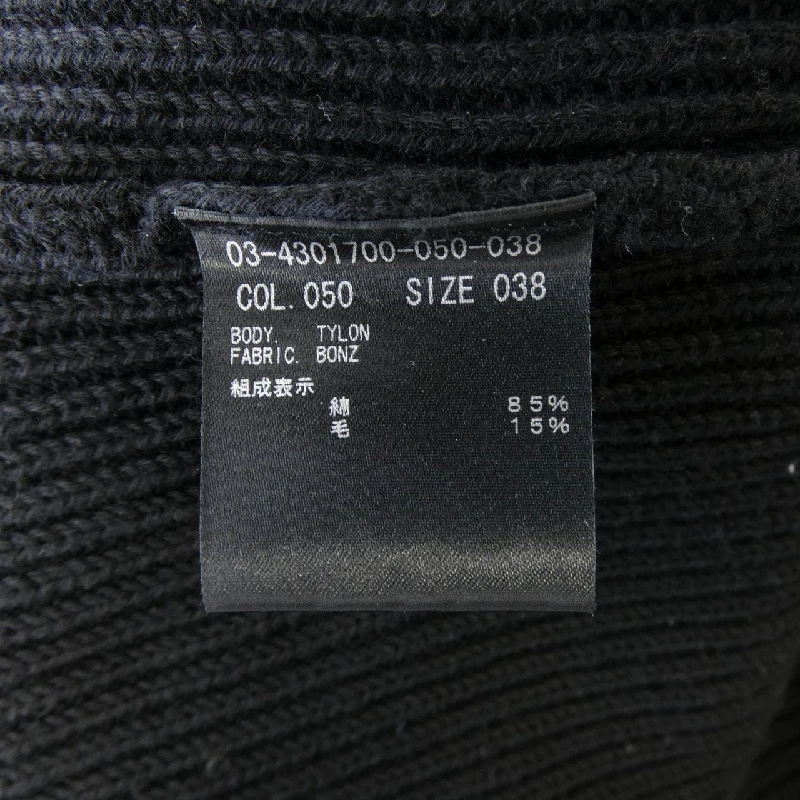 03-4301700-050-038
COL. 050 SIZE 038
BODY. TYLON
FABRIC. BONZ
組成表示
綿 85%
毛 15%